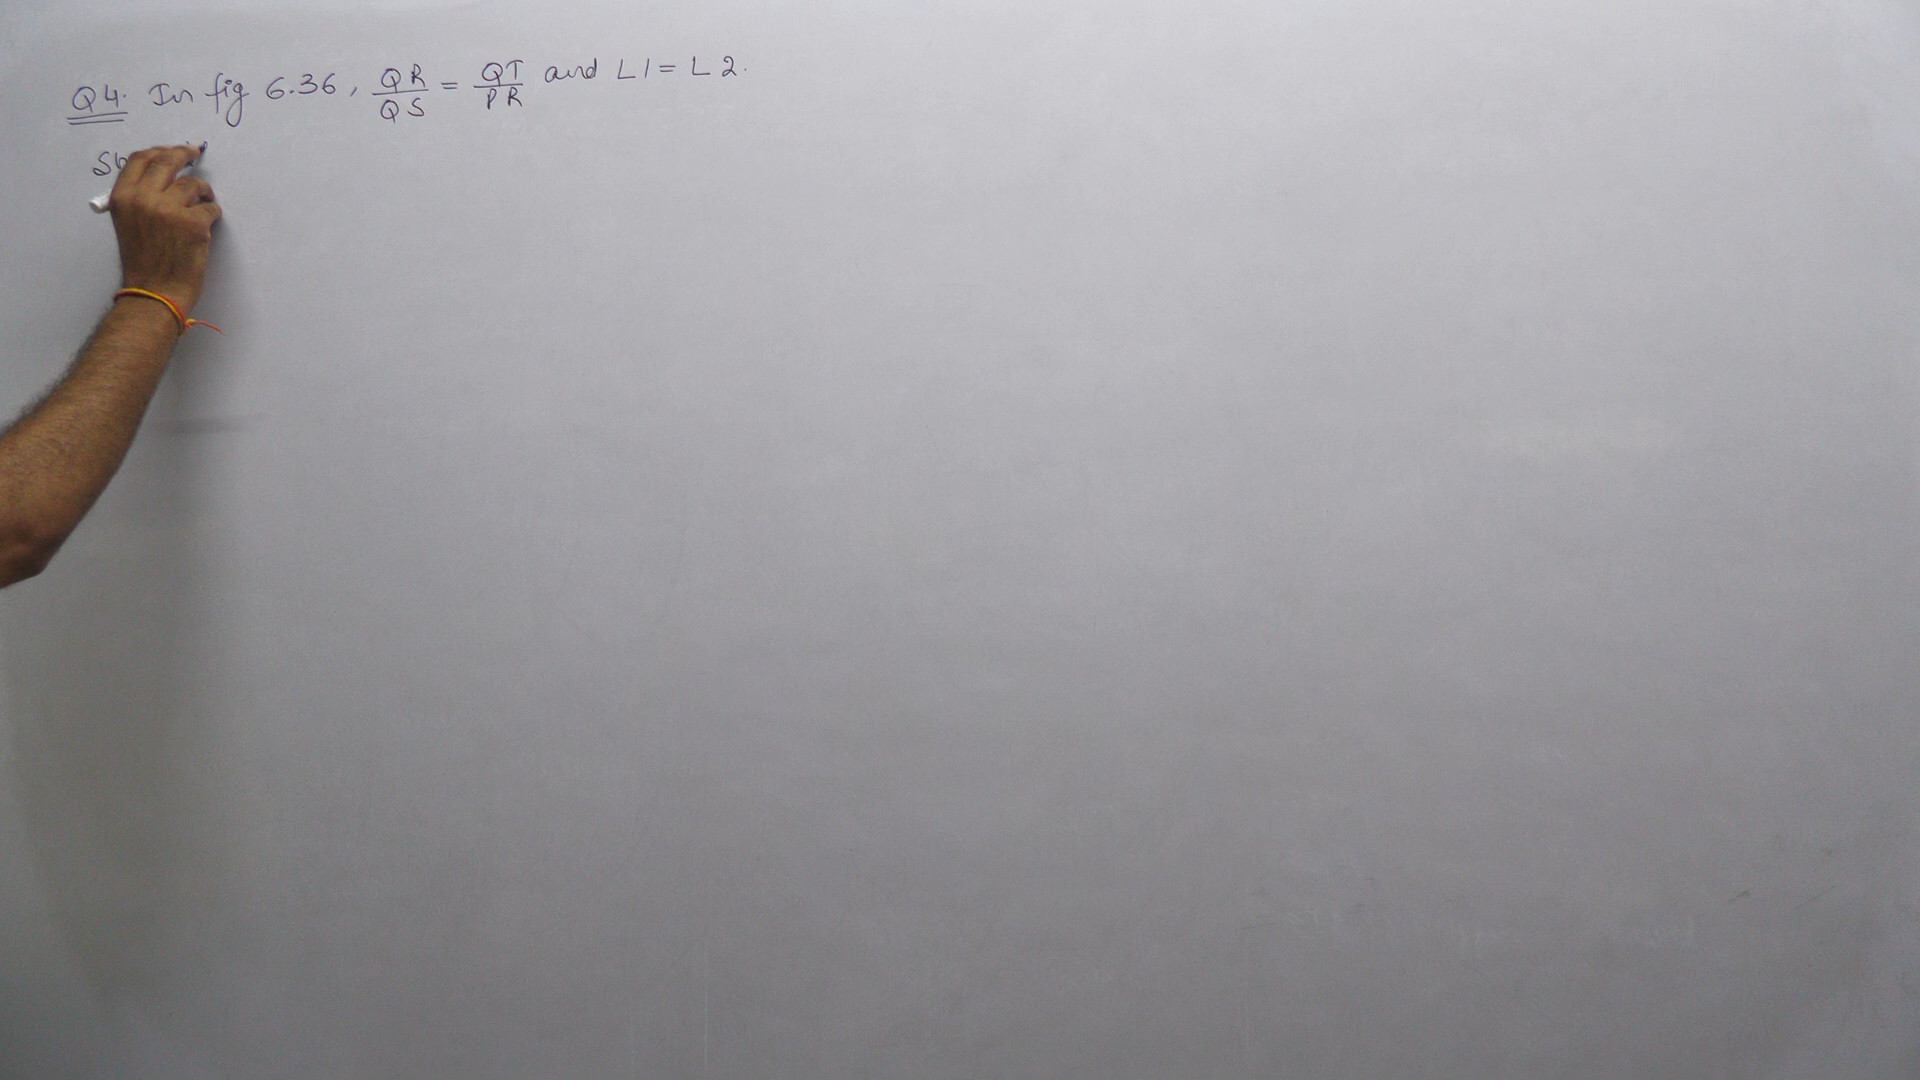 Q4. In fig 6.36, QR/QS = QT/PR and ∠1 = ∠2.